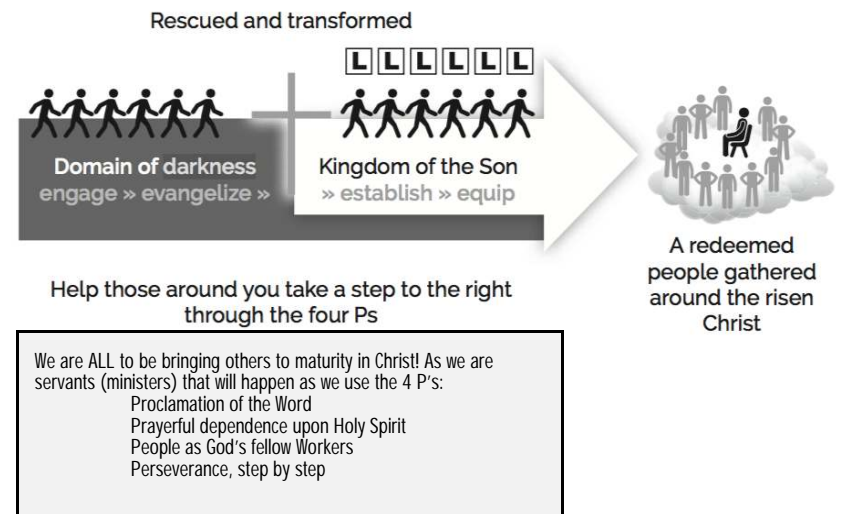 Rescued and transformed
L L L L L L
Domain of darkness
engage » evangelize »
Kingdom of the Son
» establish » equip
A redeemed
people gathered
around the risen
Christ
Help those around you take a step to the right
through the four Ps
We are ALL to be bringing others to maturity in Christ! As we are
servants (ministers) that will happen as we use the 4 P's:
Proclamation of the Word
Prayerful dependence upon Holy Spirit
People as God's fellow Workers
Perseverance, step by step